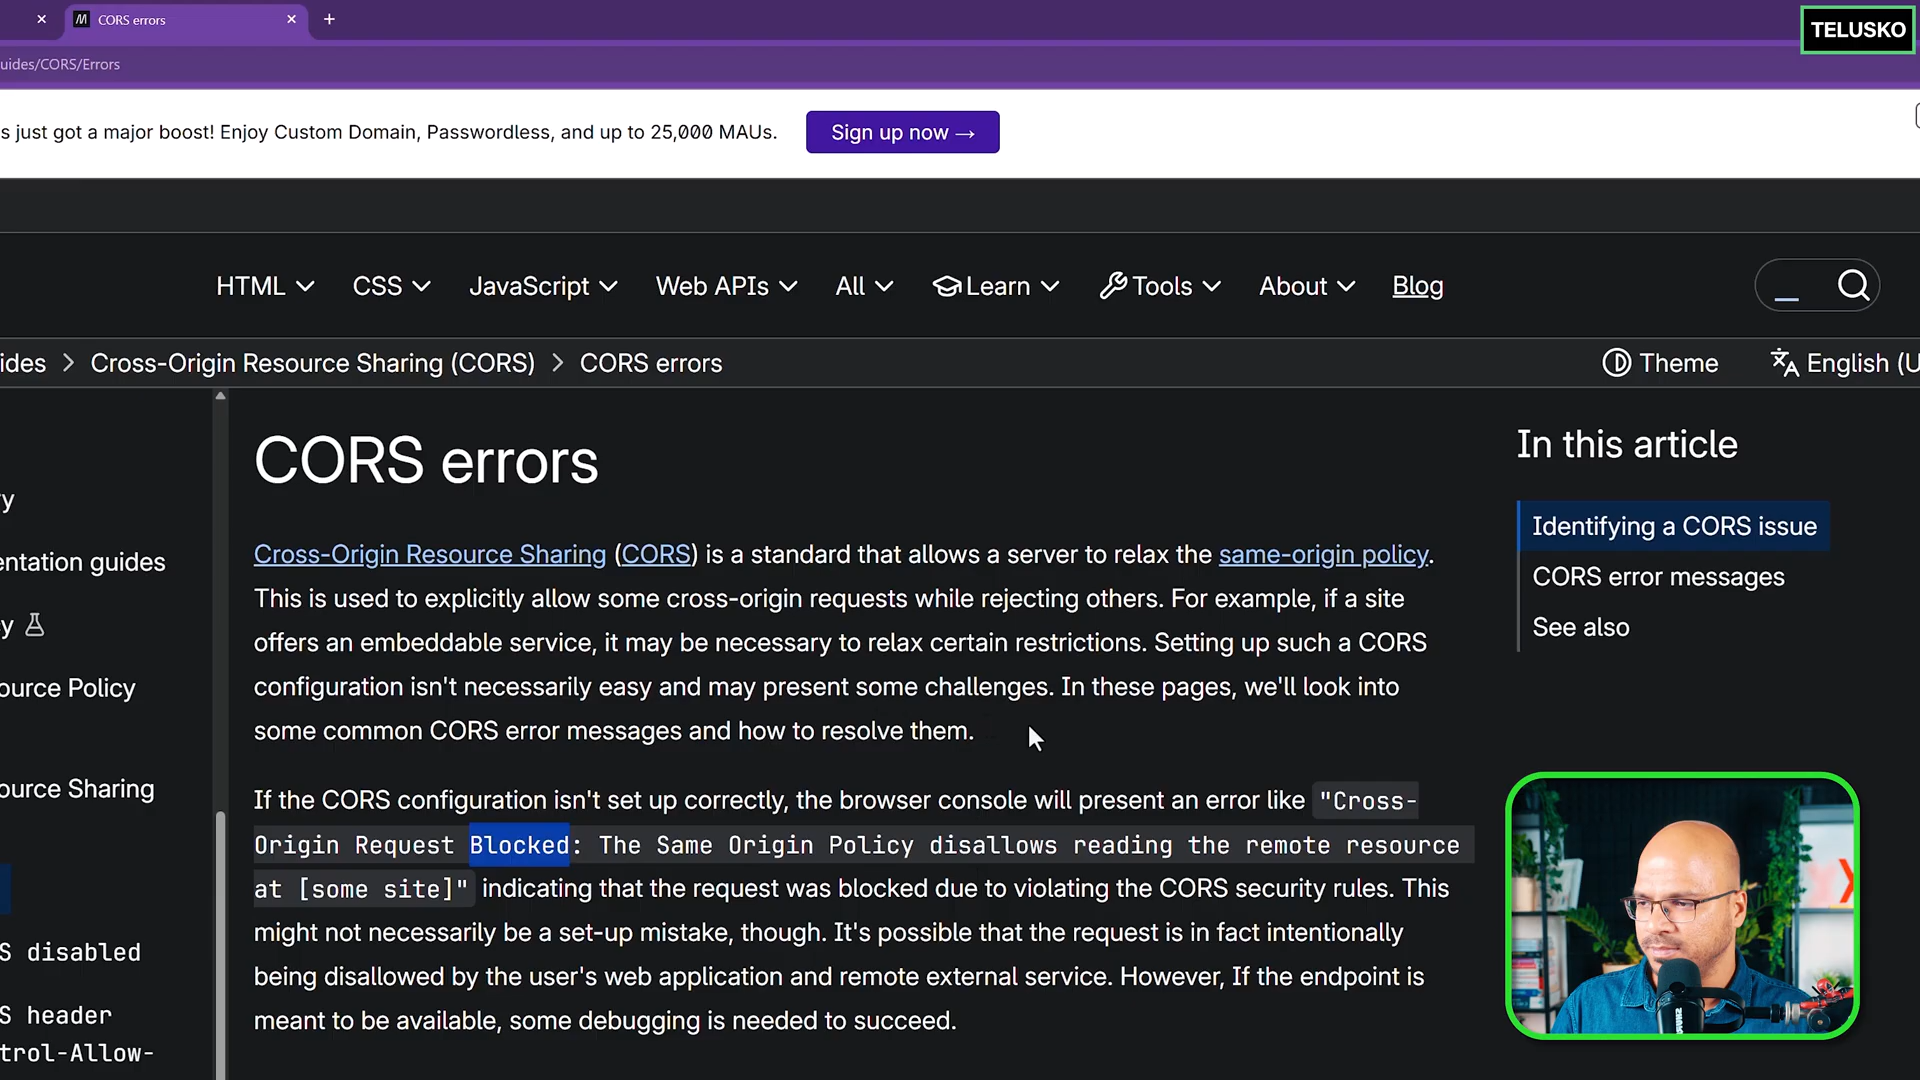 CORS errors
TELUSKO
uides/CORS/Errors
s just got a major boost! Enjoy Custom Domain, Passwordless, and up to 25,000 MAUs.
Sign up now →
HTML CSS JavaScript Web APIs All Learn Tools About Blog
ides > Cross-Origin Resource Sharing (CORS) > CORS errors
Theme
English (U
CORS errors
Cross-Origin Resource Sharing (CORS) is a standard that allows a server to relax the same-origin policy.
This is used to explicitly allow some cross-origin requests while rejecting others. For example, if a site
offers an embeddable service, it may be necessary to relax certain restrictions. Setting up such a CORS
configuration isn't necessarily easy and may present some challenges. In these pages, we'll look into
some common CORS error messages and how to resolve them.
If the CORS configuration isn't set up correctly, the browser console will present an error like "Cross-
Origin Request Blocked: The Same Origin Policy disallows reading the remote resource
at [some site]" indicating that the request was blocked due to violating the CORS security rules. This
might not necessarily be a set-up mistake, though. It's possible that the request is in fact intentionally
being disallowed by the user's web application and remote external service. However, If the endpoint is
meant to be available, some debugging is needed to succeed.
In this article
Identifying a CORS issue
CORS error messages
See also
ry
entation guides
y
ource Policy
ource Sharing
S disabled
S header
trol-Allow-